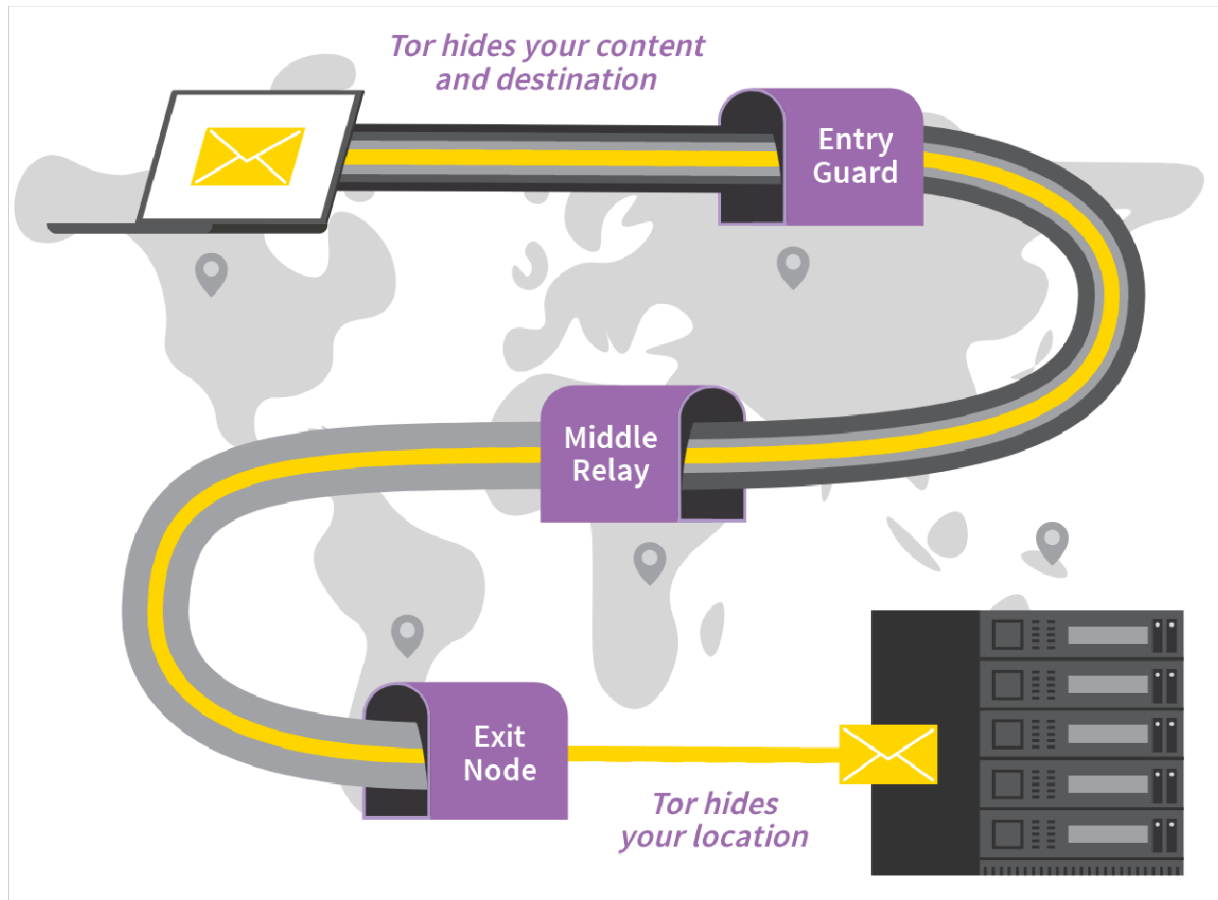 Tor hides your content
and destination
Entry
Guard
Middle
Relay
Exit
Node
Tor hides
your location